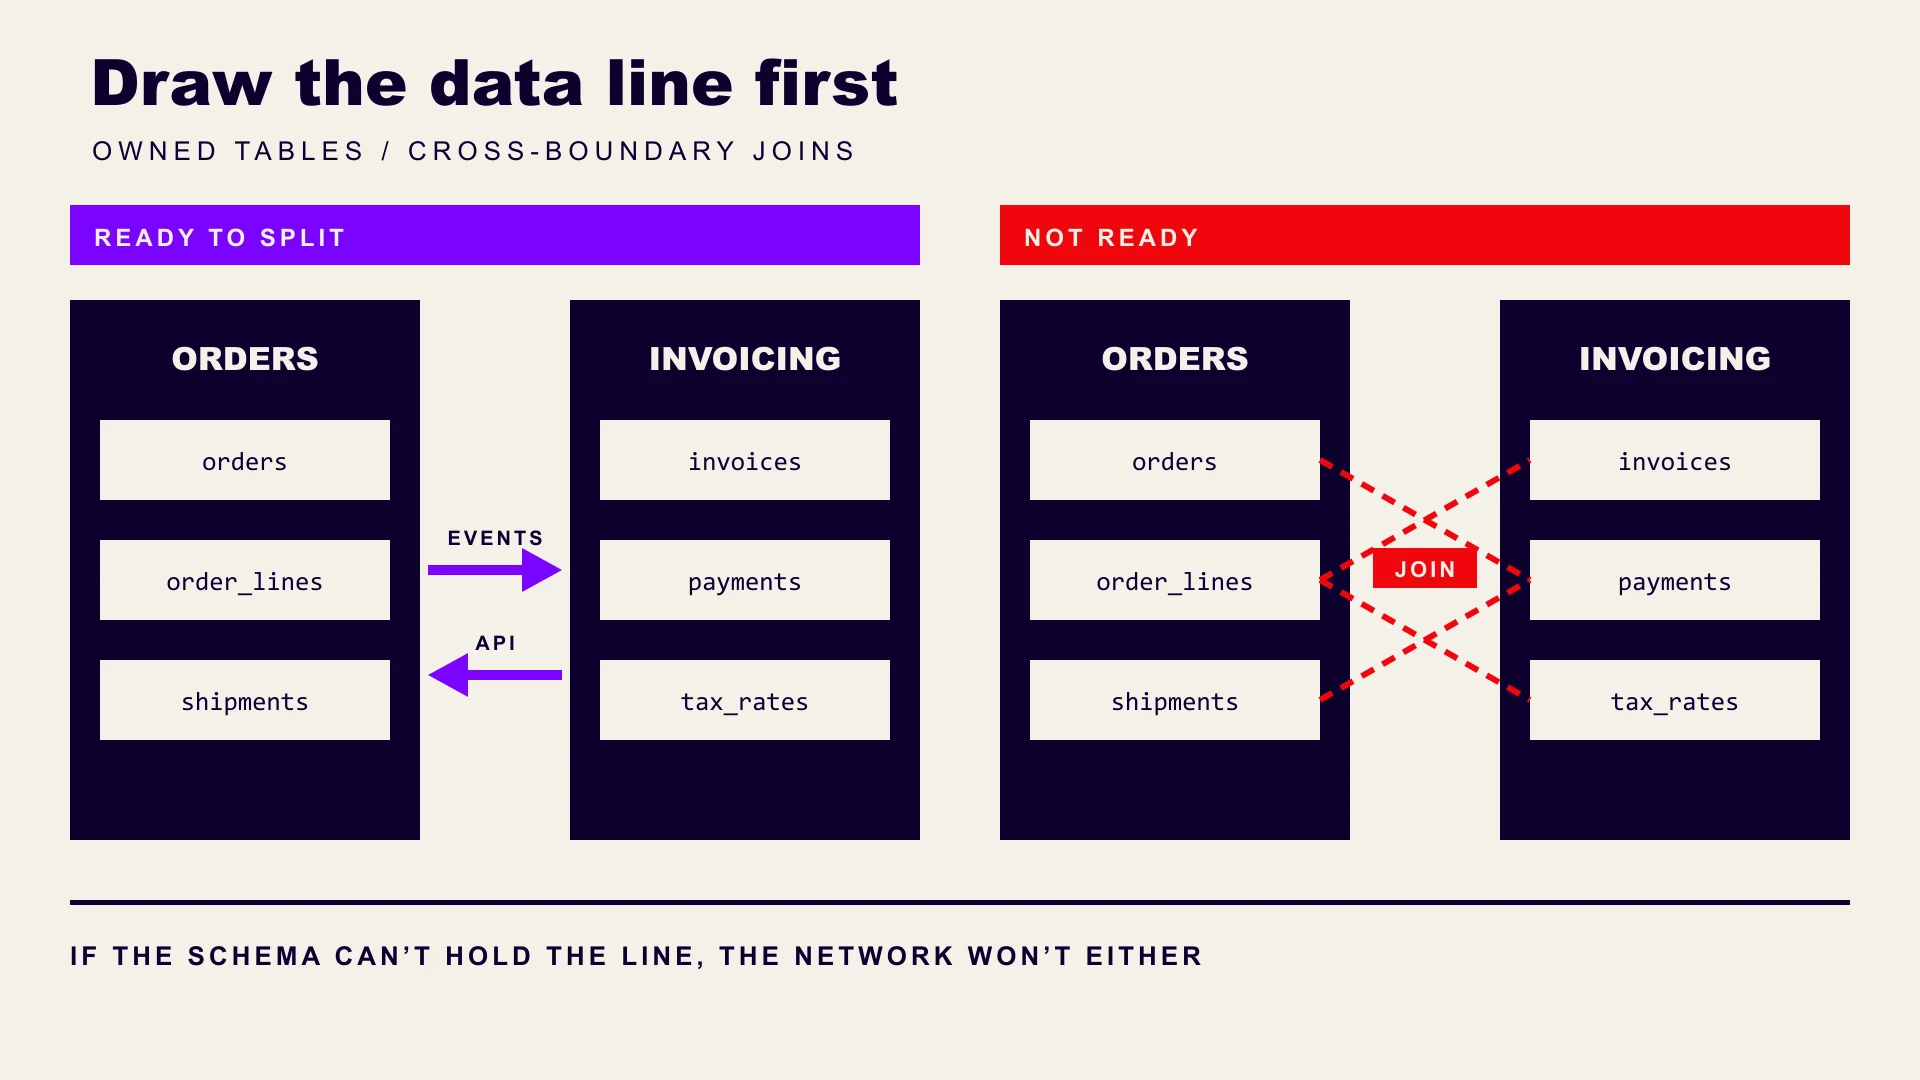 Draw the data line first
OWNED TABLES / CROSS-BOUNDARY JOINS
READY TO SPLIT
ORDERS
orders
order_lines
shipments
EVENTS
API
INVOICING
invoices
payments
tax_rates
NOT READY
ORDERS
orders
order_lines
shipments
JOIN
INVOICING
invoices
payments
tax_rates
IF THE SCHEMA CAN’T HOLD THE LINE, THE NETWORK WON’T EITHER